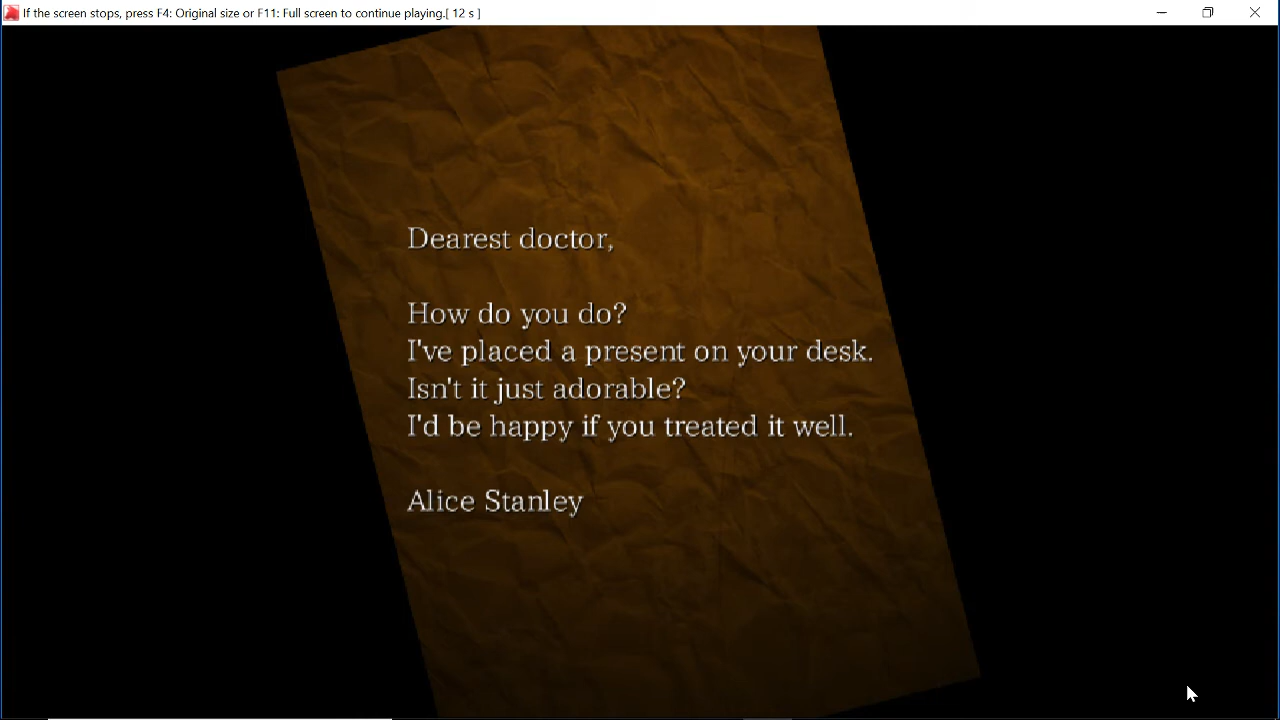 If the screen stops, press F4: Original size or F11: Full screen to continue playing.[ 12 s ]
Dearest doctor,
How do you do?
I've placed a present on your desk.
Isn't it just adorable?
I'd be happy if you treated it well.
Alice Stanley